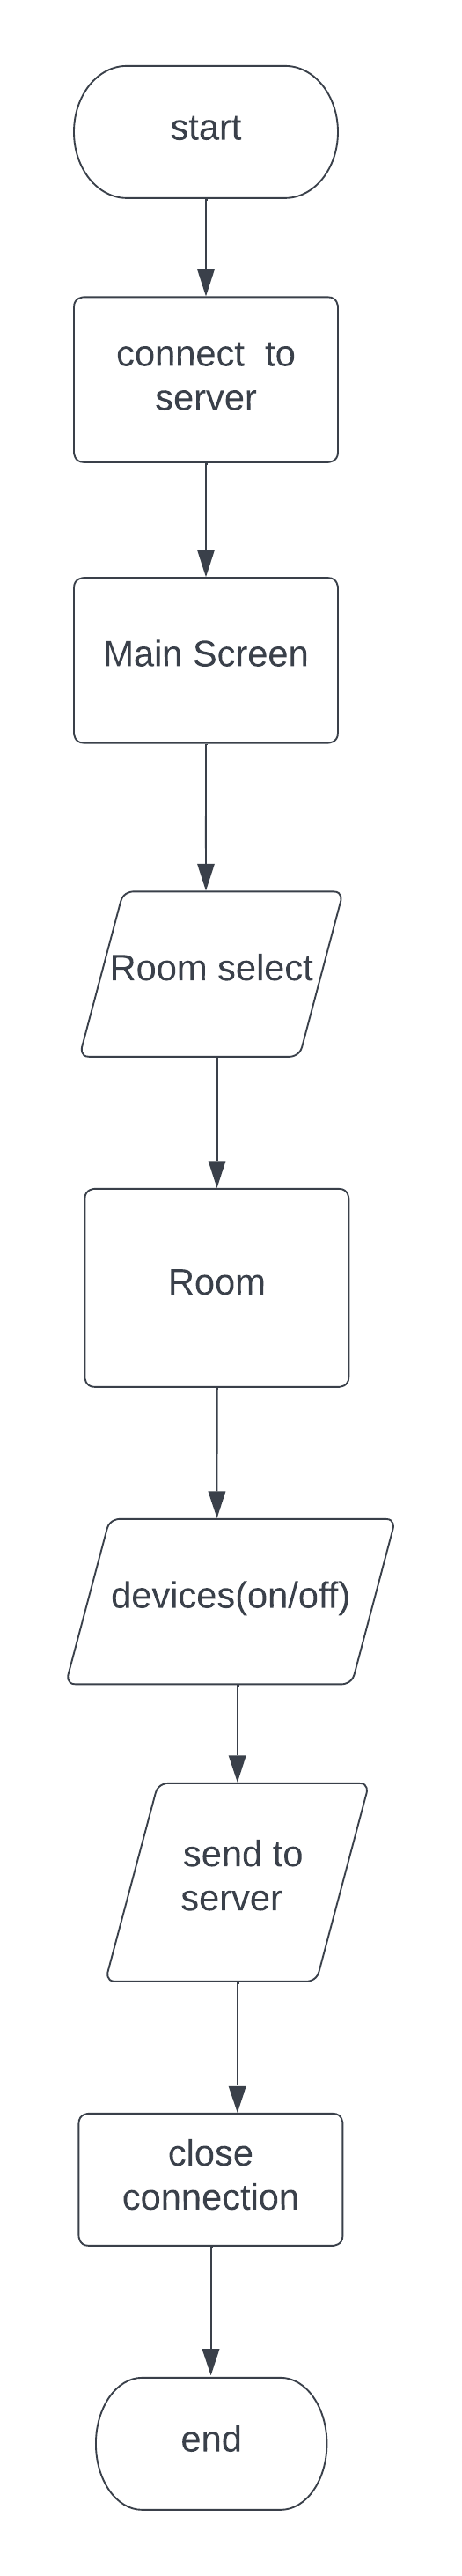 start
connect  to
server
Main Screen
Room select
Room
devices(on/off)
send to
server
close
connection
end